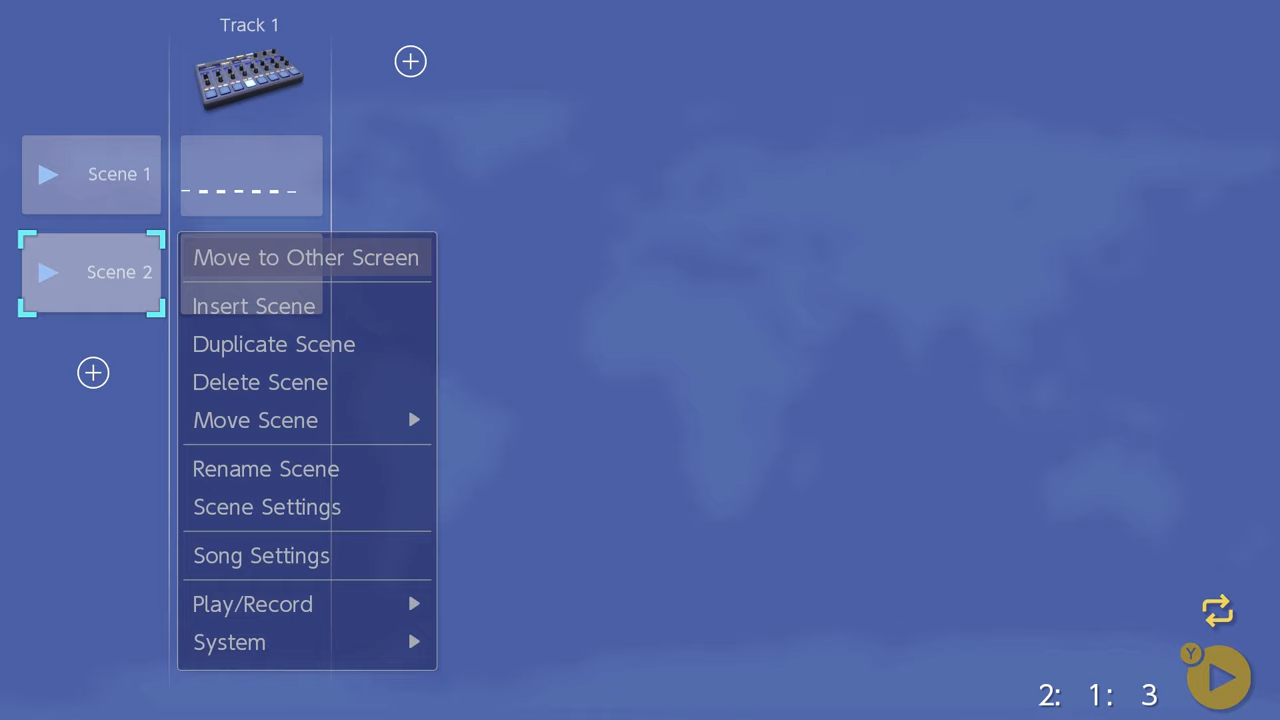 Track 1
Scene 1
Scene 2
Move to Other Screen
Insert Scene
Duplicate Scene
Delete Scene
Move Scene
Rename Scene
Scene Settings
Song Settings
Play/Record
System
Y
2: 1: 3